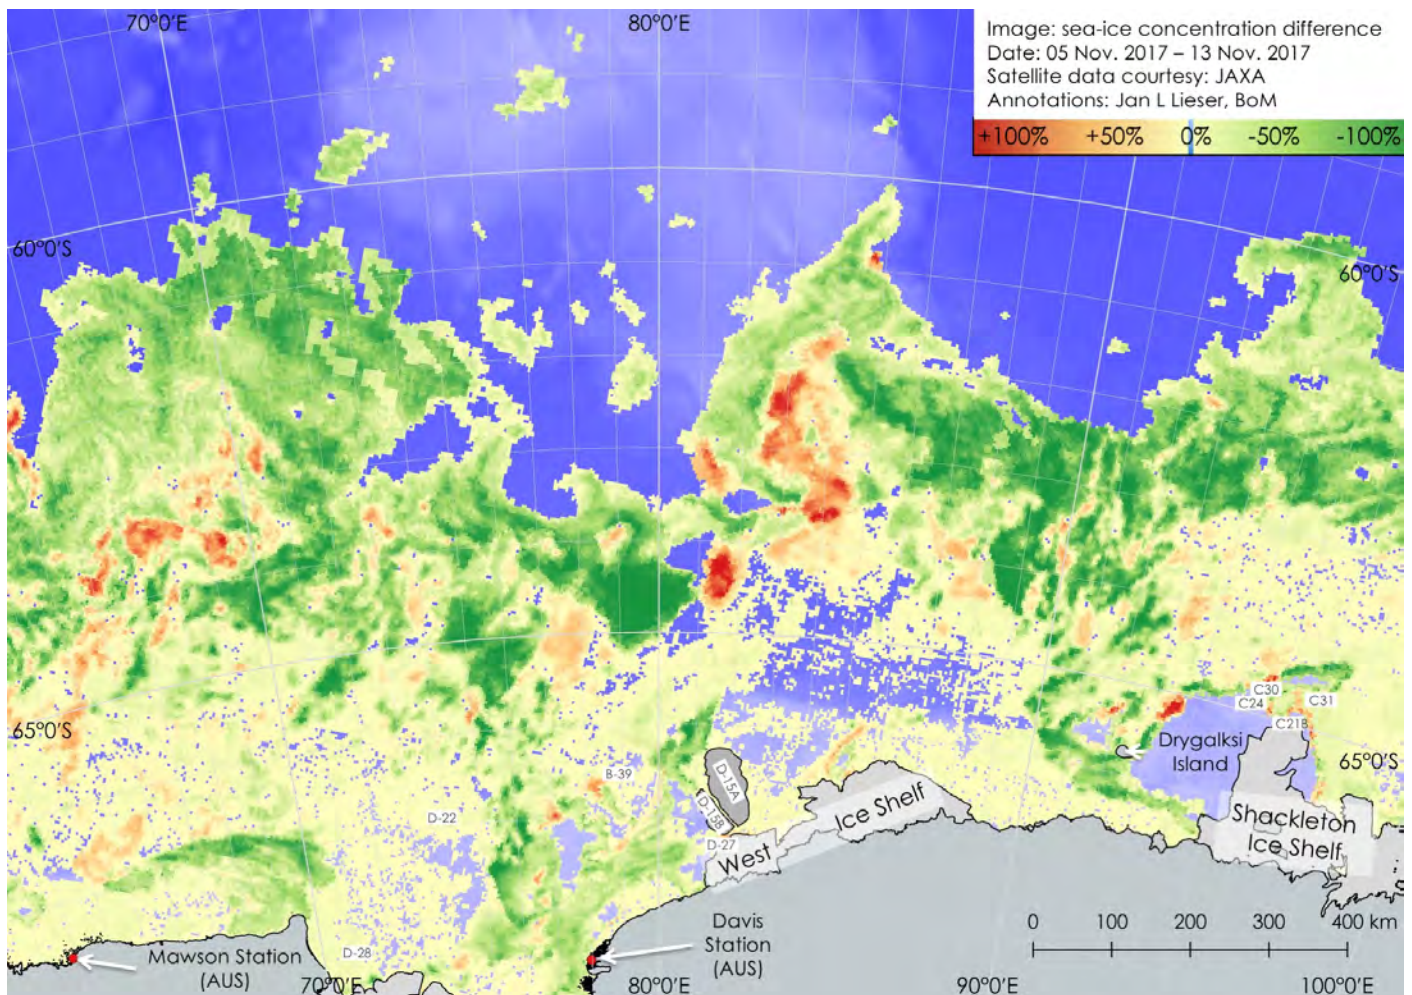 70°0'E
80°0'E
Image: sea-ice concentration difference
Date: 05 Nov. 2017 – 13 Nov. 2017
Satellite data courtesy: JAXA
Annotations: Jan L Lieser, BoM
+100% +50% 0% -50% -100%
60°0'S
60°0'S
65°0'S
C30
C24
C31
C21B
Drygalksi
Island
65°0'S
B-39
D-15A
D-15B
D-22
D-27
West
Ice Shelf
Shackleton
Ice Shelf
Davis
Station
(AUS)
Mawson Station
(AUS)
D-28
0 100 200 300 400 km
70°0'E
80°0'E
90°0'E
100°0'E